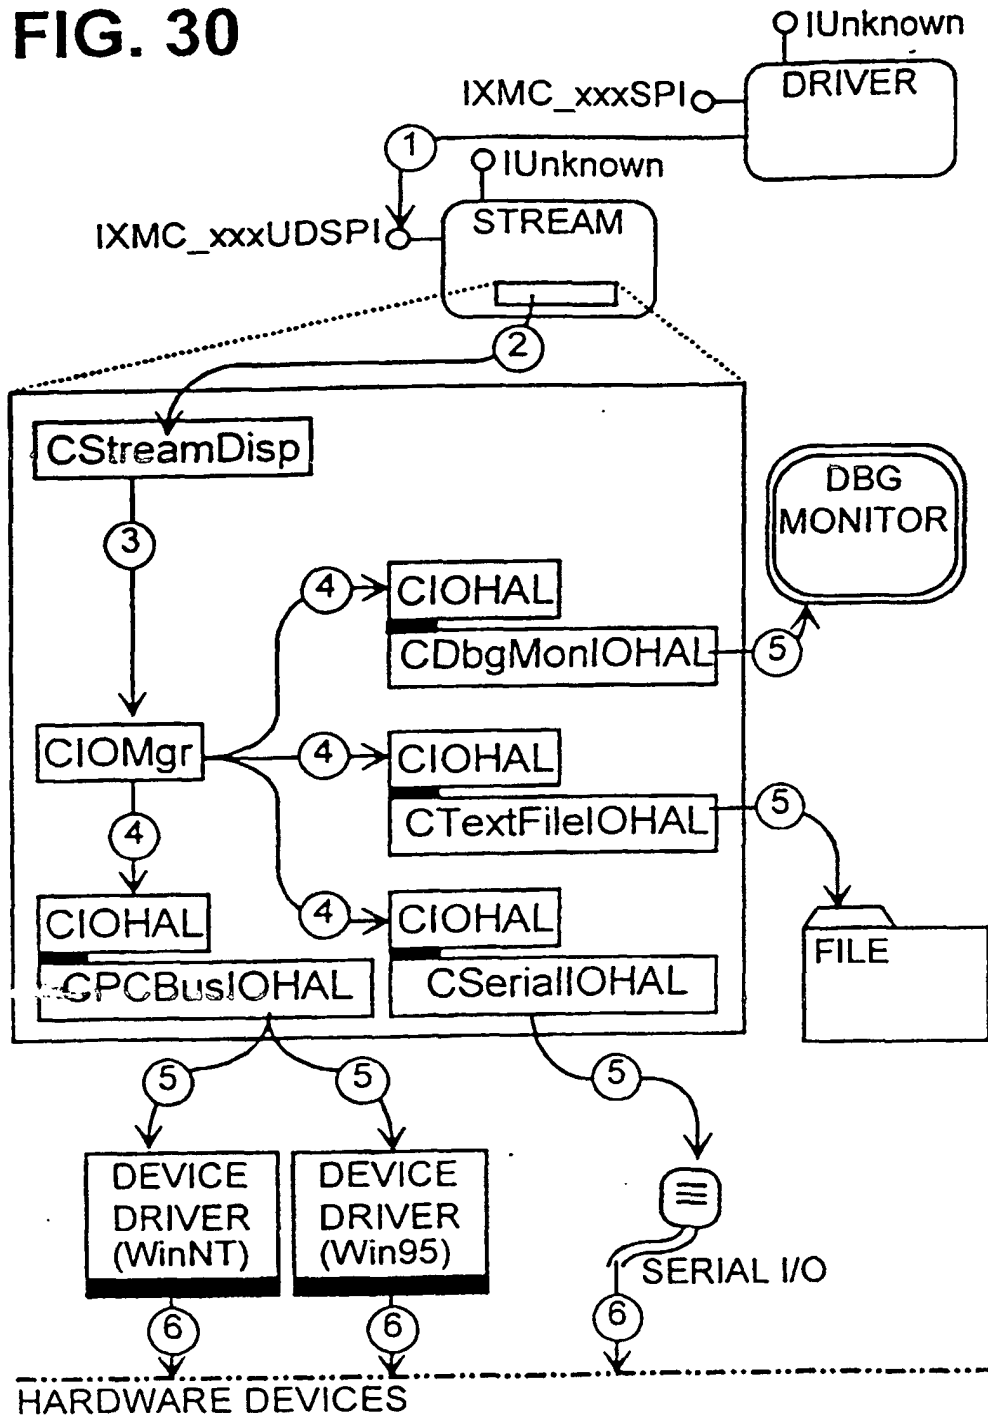 FIG. 30
IUnknown
DRIVER
IXMC_xxxSPI
1
IUnknown
IXMC_xxxUDSPI
STREAM
2
CStreamDisp
DBG
MONITOR
3
4
CIOHAL
CDbgMonIOHAL
5
CIOMgr
4
CIOHAL
CTextFileIOHAL
5
4
CIOHAL
CPCBusIOHAL
4
CIOHAL
CSerialIOHAL
FILE
5
5
5
DEVICE
DRIVER
(WinNT)
DEVICE
DRIVER
(Win95)
SERIAL I/O
6
6
6
HARDWARE DEVICES